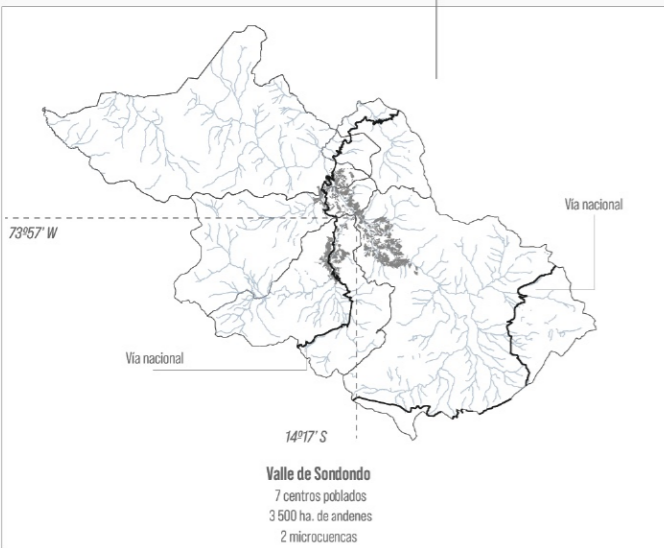 Vía nacional
73º57' W
Vía nacional
14º17' S
Valle de Sondondo
7 centros poblados
3 500 ha. de andenes
2 microcuencas